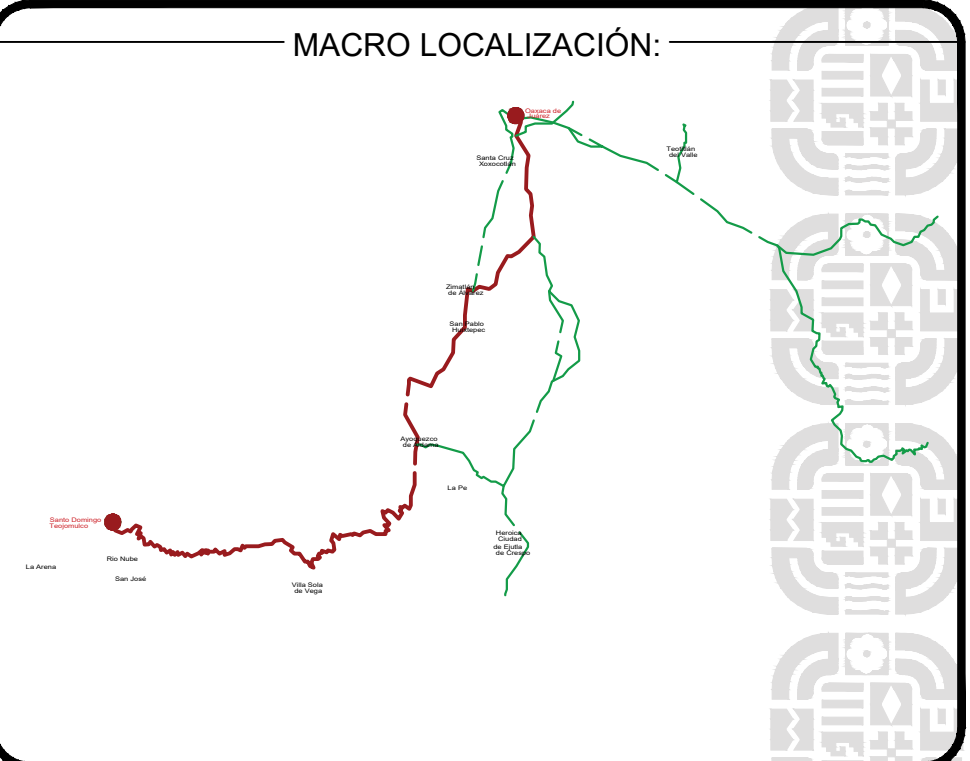 MACRO LOCALIZACIÓN:
Oaxaca de
Juárez
Santa Cruz
Xoxocotlán
Teotitlán
del Valle
Zimatlán
de Álvarez
San Pablo
Huixtepec
Ayoquezco
de Aldama
La Pe
Santo Domingo
Teojomulco
Heroica
Ciudad
de Ejutla
de Crespo
Rio Nube
La Arena
San José
Villa Sola
de Vega